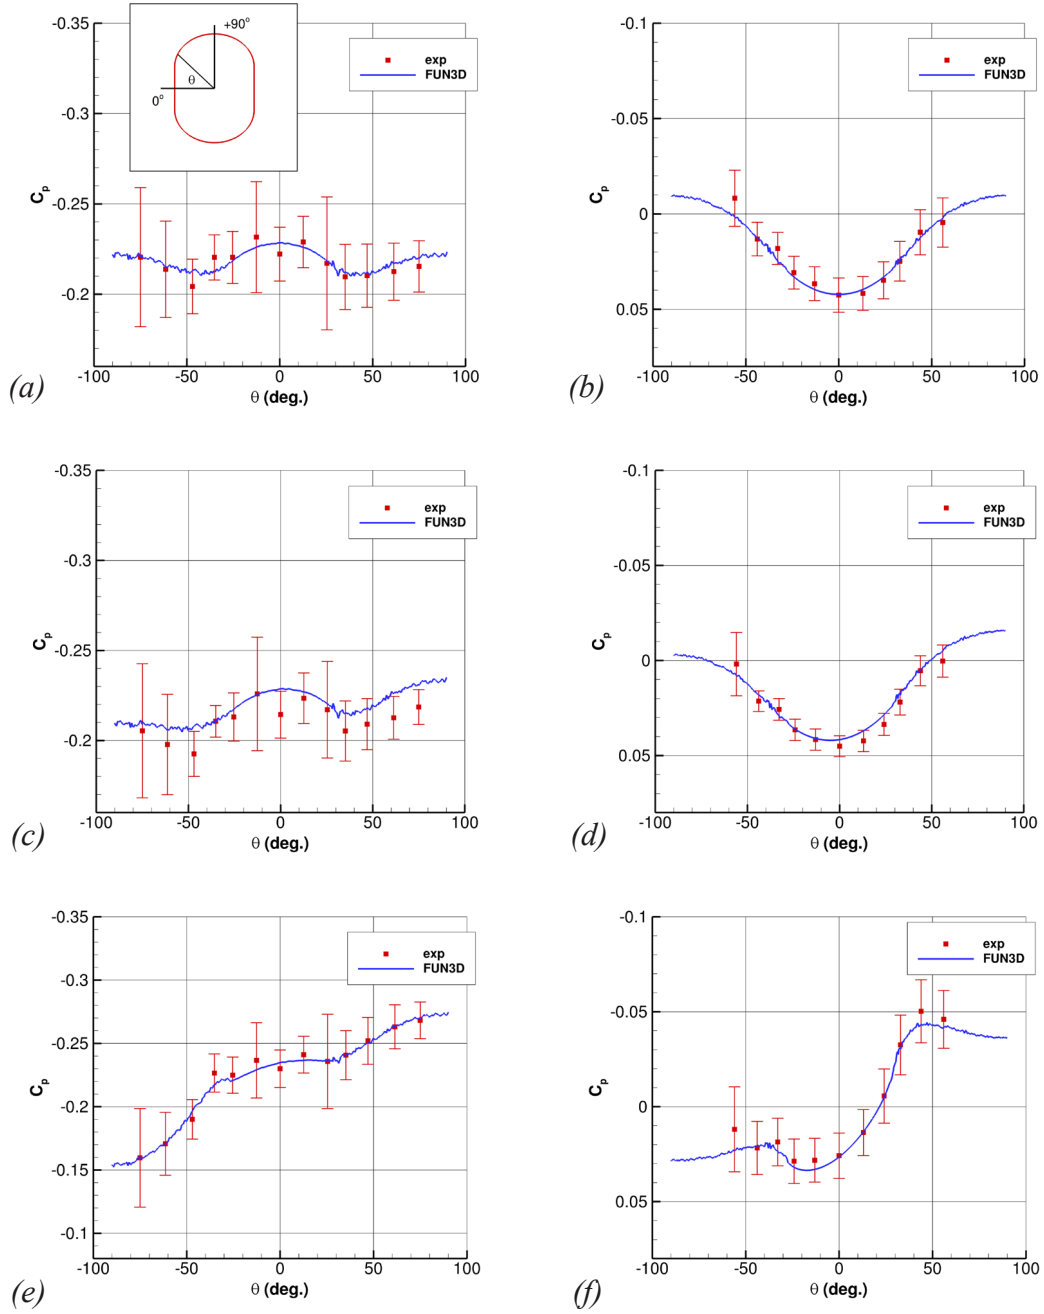 -0.35
-0.3
-0.25
-0.2
Cp
+90°
θ
0°
exp
FUN3D
-100 -50 0 50 100
θ (deg.)
(a)
-0.1
-0.05
0
0.05
Cp
exp
FUN3D
-100 -50 0 50 100
θ (deg.)
(b)
-0.35
-0.3
-0.25
-0.2
Cp
exp
FUN3D
-100 -50 0 50 100
θ (deg.)
(c)
-0.1
-0.05
0
0.05
Cp
exp
FUN3D
-100 -50 0 50 100
θ (deg.)
(d)
-0.35
-0.3
-0.25
-0.2
-0.15
-0.1
Cp
exp
FUN3D
-100 -50 0 50 100
θ (deg.)
(e)
-0.1
-0.05
0
0.05
Cp
exp
FUN3D
-100 -50 0 50 100
θ (deg.)
(f)